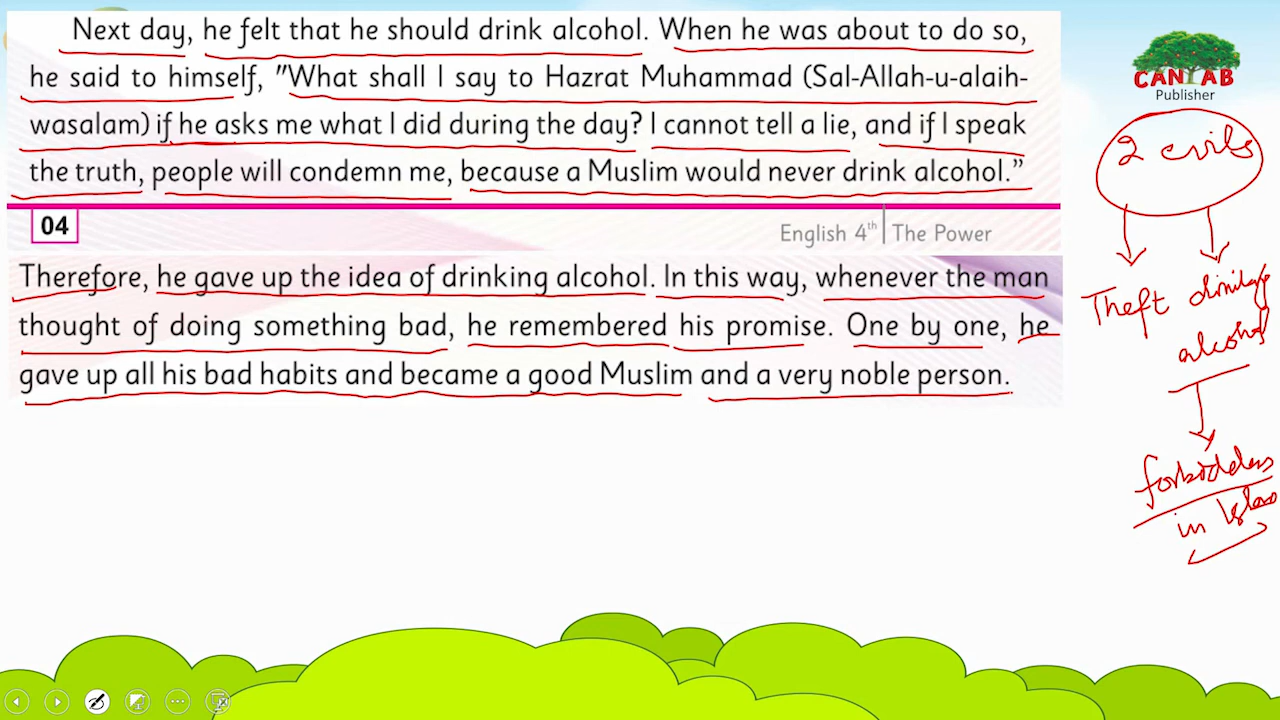 Next day, he felt that he should drink alcohol. When he was about to do so,
he said to himself, "What shall I say to Hazrat Muhammad (Sal-Allah-u-alaih-
wasalam) if he asks me what I did during the day? I cannot tell a lie, and if I speak
the truth, people will condemn me, because a Muslim would never drink alcohol.”
04
English 4th | The Power
Therefore, he gave up the idea of drinking alcohol. In this way, whenever the man
thought of doing something bad, he remembered his promise. One by one, he
gave up all his bad habits and became a good Muslim and a very noble person.
CANTAB
Publisher
2 evils
Theft
drinking
alcohol
forbidden
in Islam